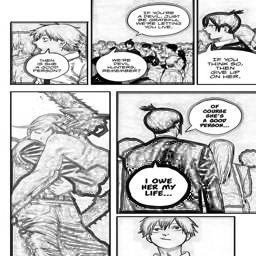 IF YOU
THINK SO,
THEN
GIVE UP
ON HER.
IF YOU'RE
A DEVIL, JUST
BE GRATEFUL
WE'RE LETTING
YOU LIVE.
WE'RE
DEVIL
HUNTERS,
REMEMBER?
THEN
IS
A GOOD
PERSON?
OF
COURSE
SHE'S
A GOOD
PERSON...
I OWE
HER MY
LIFE...